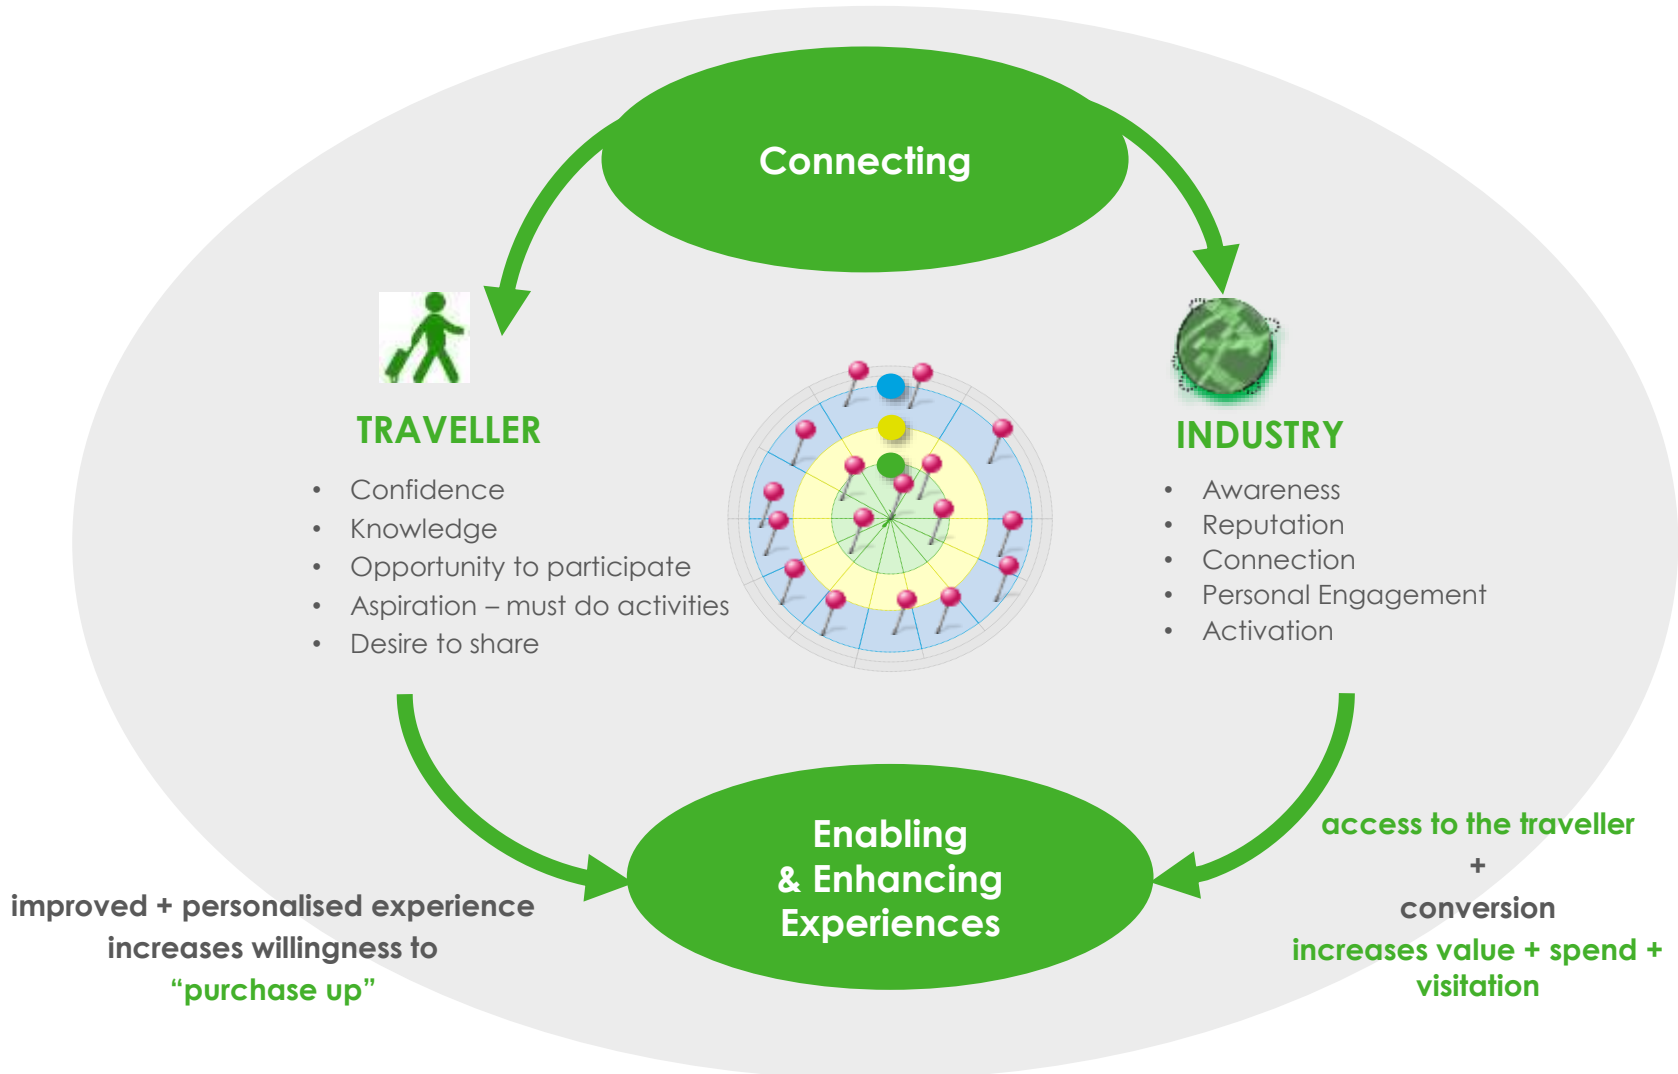 Connecting
TRAVELLER
• Confidence
• Knowledge
• Opportunity to participate
• Aspiration – must do activities
• Desire to share
INDUSTRY
• Awareness
• Reputation
• Connection
• Personal Engagement
• Activation
Enabling
& Enhancing
Experiences
improved + personalised experience
increases willingness to
“purchase up”
access to the traveller
+
conversion
increases value + spend +
visitation